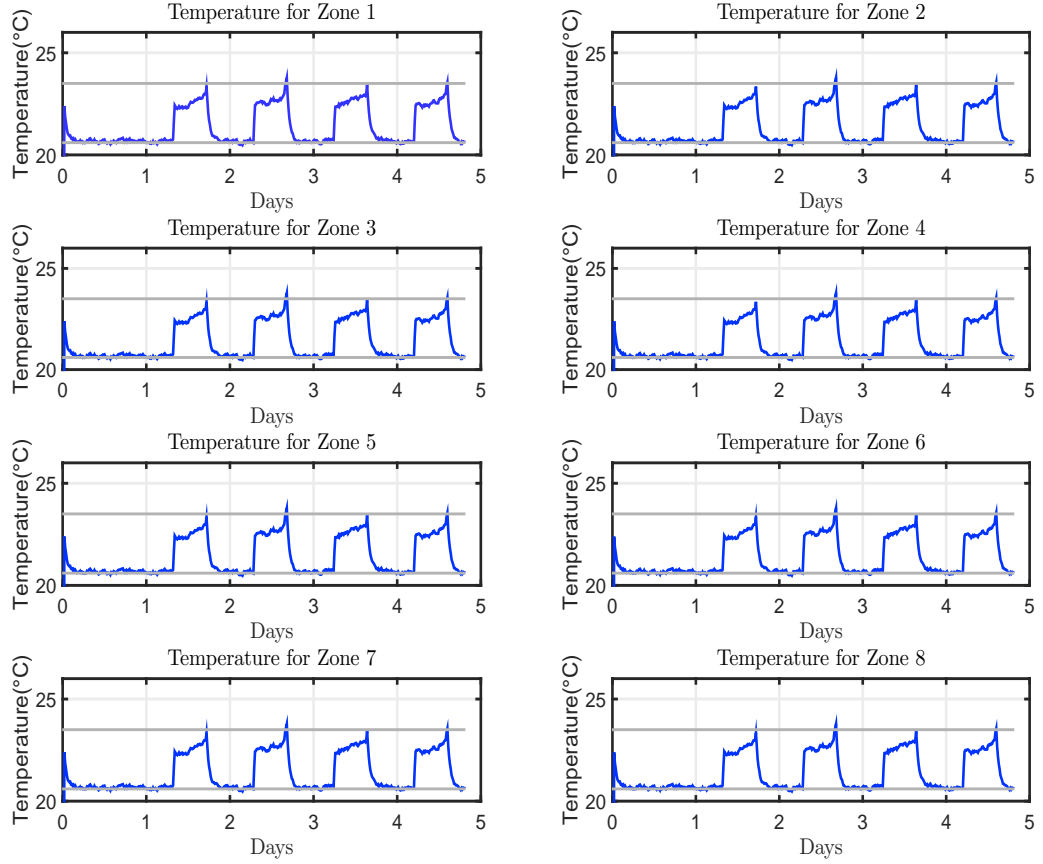 Temperature for Zone 1
Temperature(°C)
25
20
0 1 2 3 4 5
Days
Temperature for Zone 2
Temperature(°C)
25
20
0 1 2 3 4 5
Days
Temperature for Zone 3
Temperature(°C)
25
20
0 1 2 3 4 5
Days
Temperature for Zone 4
Temperature(°C)
25
20
0 1 2 3 4 5
Days
Temperature for Zone 5
Temperature(°C)
25
20
0 1 2 3 4 5
Days
Temperature for Zone 6
Temperature(°C)
25
20
0 1 2 3 4 5
Days
Temperature for Zone 7
Temperature(°C)
25
20
0 1 2 3 4 5
Days
Temperature for Zone 8
Temperature(°C)
25
20
0 1 2 3 4 5
Days